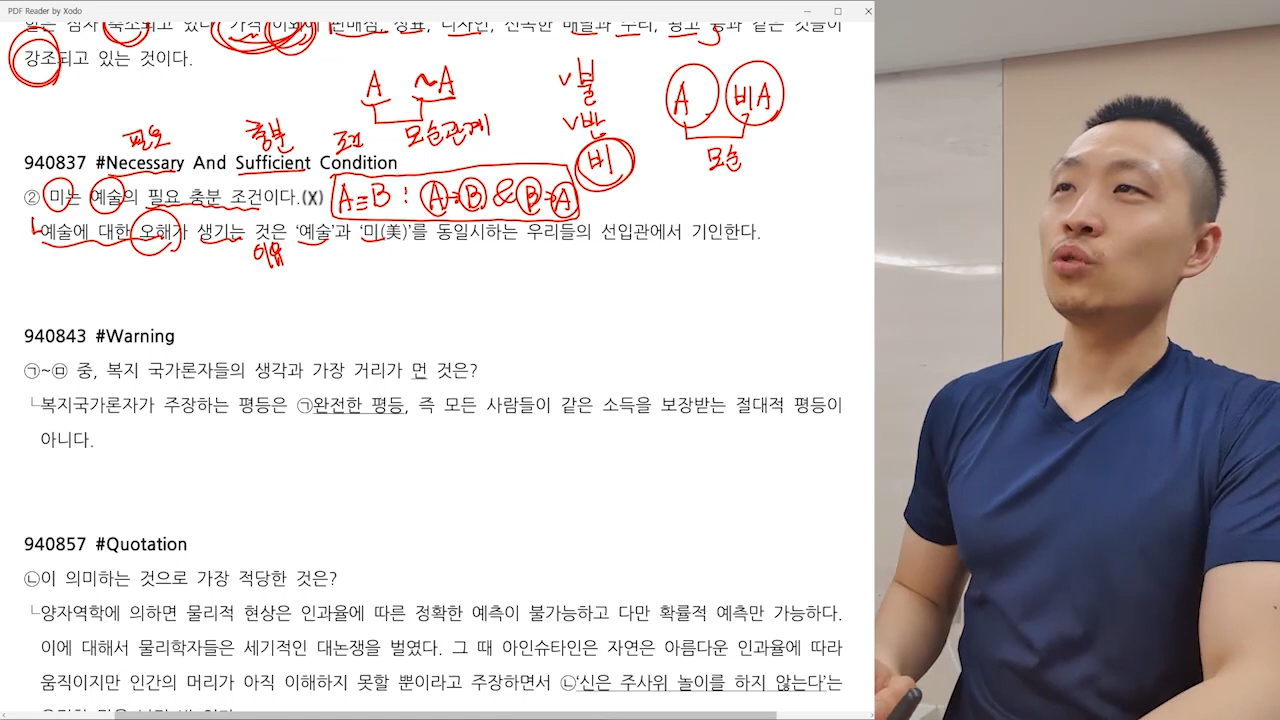 PDF Reader by Xodo
강조되고 있는 것이다.
A ~A
모순관계
불
반
비
A 비A
모순
필요 충분 조건
940837 #Necessary And Sufficient Condition
② 미는 예술의 필요 충분 조건이다.(X) A≡B : A⇒B & B⇒A
└예술에 대한 오해가 생기는 것은 ‘예술’과 ‘미(美)’를 동일시하는 우리들의 선입관에서 기인한다.
이유
940843 #Warning
㉠~㉤ 중, 복지 국가론자들의 생각과 가장 거리가 먼 것은?
└복지국가론자가 주장하는 평등은 ㉠완전한 평등, 즉 모든 사람들이 같은 소득을 보장받는 절대적 평등이
아니다.
940857 #Quotation
㉡이 의미하는 것으로 가장 적당한 것은?
└양자역학에 의하면 물리적 현상은 인과율에 따른 정확한 예측이 불가능하고 다만 확률적 예측만 가능하다.
이에 대해서 물리학자들은 세기적인 대논쟁을 벌였다. 그 때 아인슈타인은 자연은 아름다운 인과율에 따라
움직이지만 인간의 머리가 아직 이해하지 못할 뿐이라고 주장하면서 ㉡‘신은 주사위 놀이를 하지 않는다’는